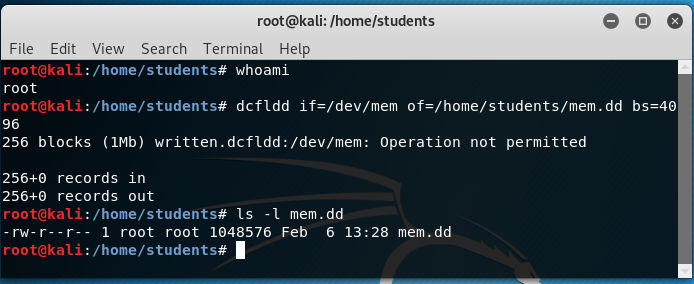 root@kali: /home/students
File Edit View Search Terminal Help
root@kali:/home/students# whoami
root
root@kali:/home/students# dcfldd if=/dev/mem of=/home/students/mem.dd bs=40
96
256 blocks (1Mb) written.dcfldd:/dev/mem: Operation not permitted
256+0 records in
256+0 records out
root@kali:/home/students# ls -l mem.dd
-rw-r--r-- 1 root root 1048576 Feb  6 13:28 mem.dd
root@kali:/home/students#